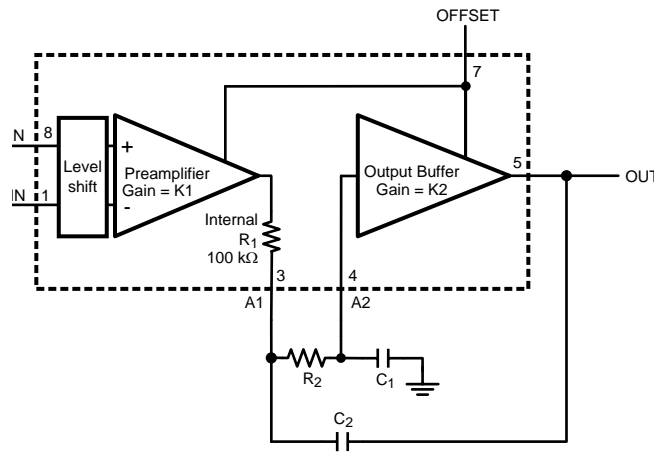 OFFSET
7
N 8
Level
shift
+
-
Preamplifier
Gain = K1
Output Buffer
Gain = K2
5
OUT
IN 1
Internal
R1
100 kΩ
3
4
A1
A2
R2
C1
C2